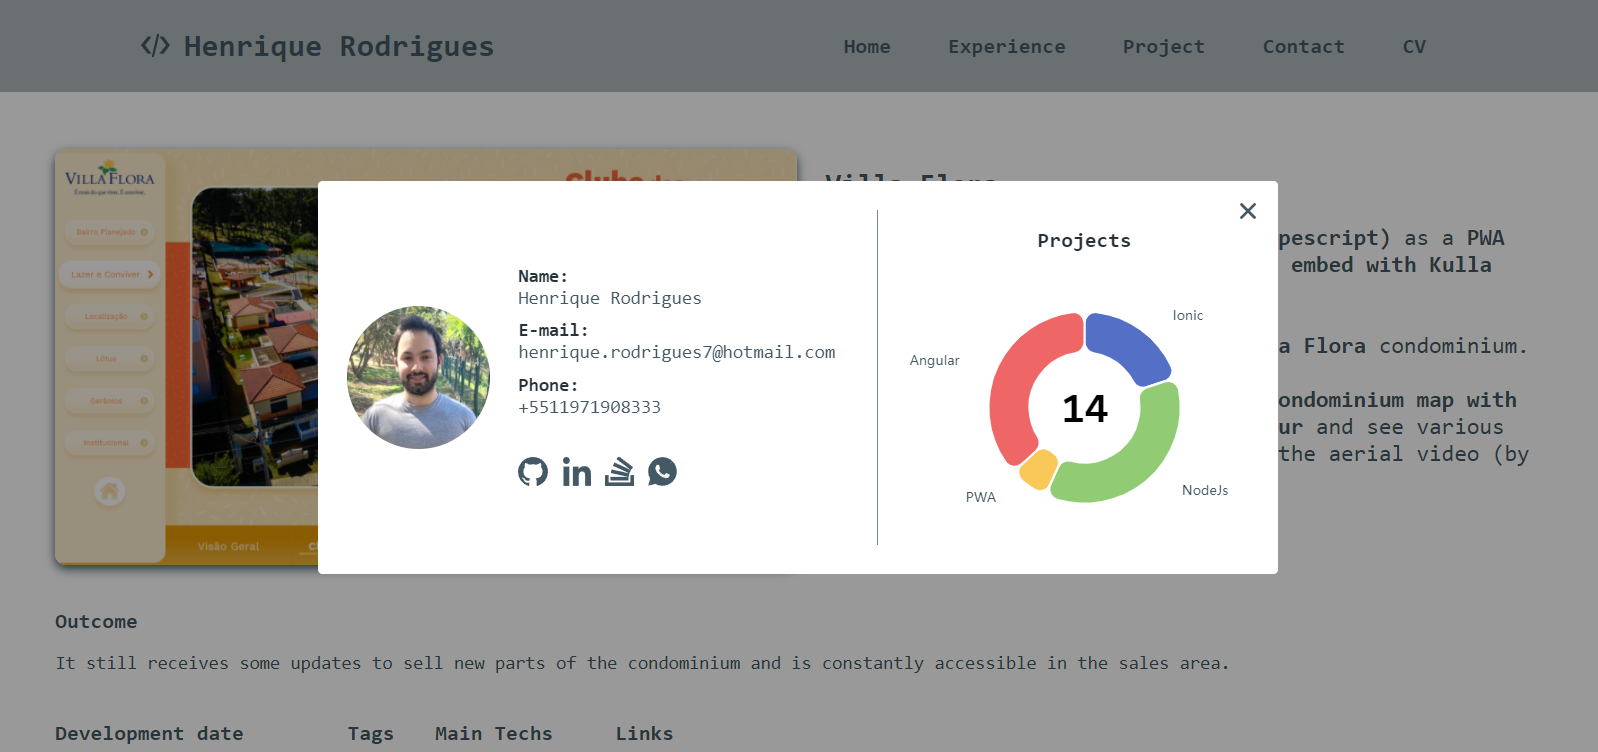 </> Henrique Rodrigues
Home Experience Project Contact CV
VILLA FLORA
Bairro Planejado
Lazer e Conviver
Localização
Lótus
Gerânios
Institucional
Visão Geral
Villa Flora
pescript) as a PWA
embed with Kulla
a Flora condominium.
ondominium map with
ur and see various
the aerial video (by
Name:
Henrique Rodrigues
E-mail:
henrique.rodrigues7@hotmail.com
Phone:
+5511971908333
Projects
Ionic
Angular
14
PWA
NodeJs
Outcome
It still receives some updates to sell new parts of the condominium and is constantly accessible in the sales area.
Development date Tags Main Techs Links